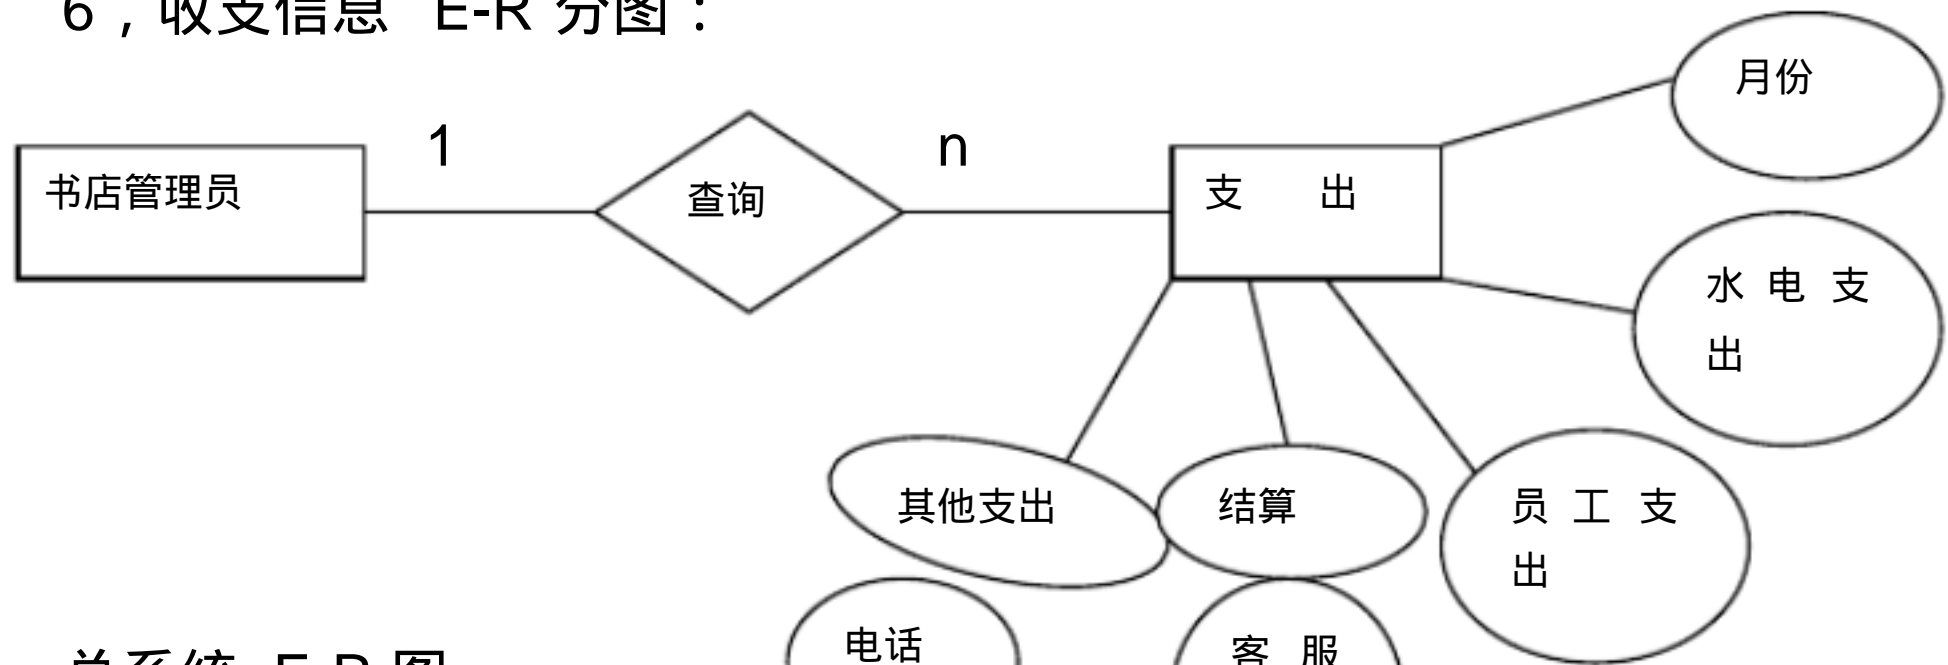 6，收支信息 E-R 分图：
月份
1
n
书店管理员
查询
支 出
水 电 支
出
其他支出
结算
员 工 支
出
电话
客 服
总系统 E-R 图